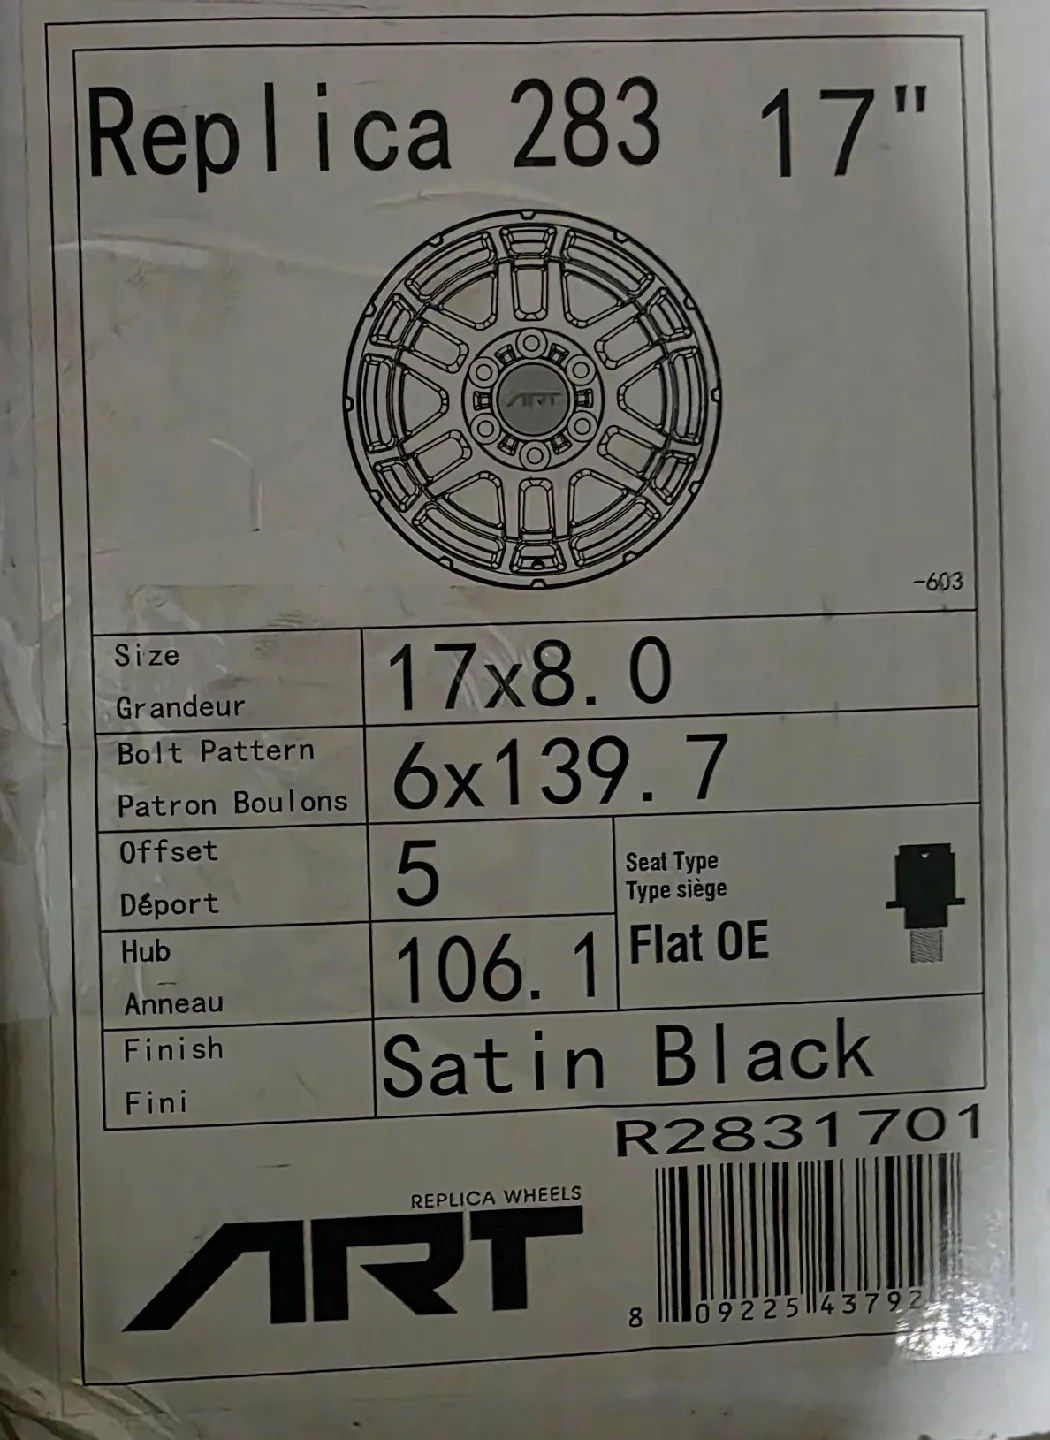 Replica 283 17"
ART
-603
Size
Grandeur
17x8.0
Bolt Pattern
Patron Boulons
6x139.7
Offset
Déport
5
Seat Type
Type siège
Flat OE
Hub
Anneau
106.1
Finish
Fini
Satin Black
R2831701
REPLICA WHEELS
ART
8 09225 43792